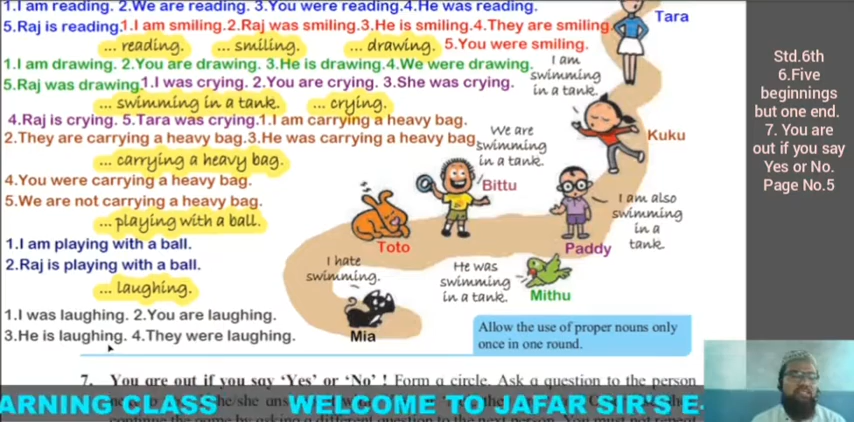 1.I am reading. 2.We are reading. 3.You were reading.4.He was reading.
Tara
5.Raj is reading.1.I am smiling.2.Raj was smiling.3.He is smiling.4.They are smiling.
... reading. ... smiling. ... drawing. 5.You were smiling.
1.I am drawing. 2.You are drawing. 3.He is drawing.4.We were drawing.
I am
swimming
in a tank.
5.Raj was drawing.1.I was crying. 2.You are crying. 3.She was crying.
... swimming in a tank. ... crying.
4.Raj is crying. 5.Tara was crying.1.I am carrying a heavy bag.
2.They are carrying a heavy bag.3.He was carrying a heavy bag.
We are
swimming
in a tank.
Kuku
... carrying a heavy bag.
Bittu
4.You were carrying a heavy bag.
5.We are not carrying a heavy bag.
I am also
swimming
in a
tank.
... playing with a ball.
1.I am playing with a ball.
Toto
Paddy
2.Raj is playing with a ball.
I hate
swimming.
He was
swimming
in a tank.
Mithu
... laughing.
1.I was laughing. 2.You are laughing.
3.He is laughing. 4.They were laughing.
Mia
Allow the use of proper nouns only
once in one round.
7. You are out if you say 'Yes' or 'No' ! Form a circle. Ask a question to the person
ARNING CLASS WELCOME TO JAFAR SIR'S E-
Std.6th
6.Five
beginnings
but one end.
7. You are
out if you say
Yes or No.
Page No.5